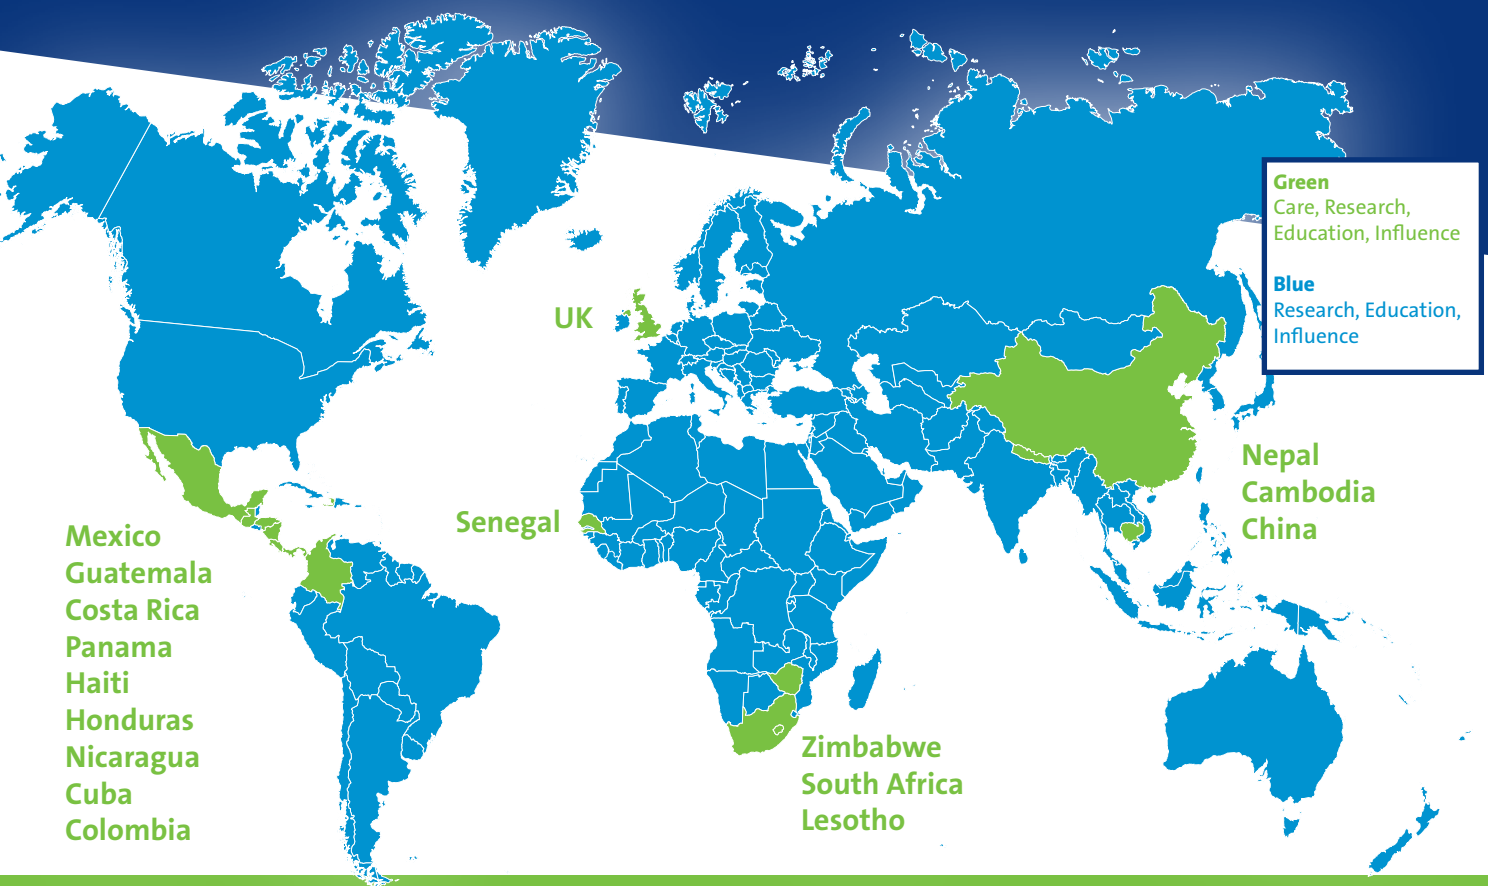 Green
Care, Research,
Education, Influence
Blue
Research, Education,
Influence
UK
Senegal
Nepal
Cambodia
China
Mexico
Guatemala
Costa Rica
Panama
Haiti
Honduras
Nicaragua
Cuba
Colombia
Zimbabwe
South Africa
Lesotho